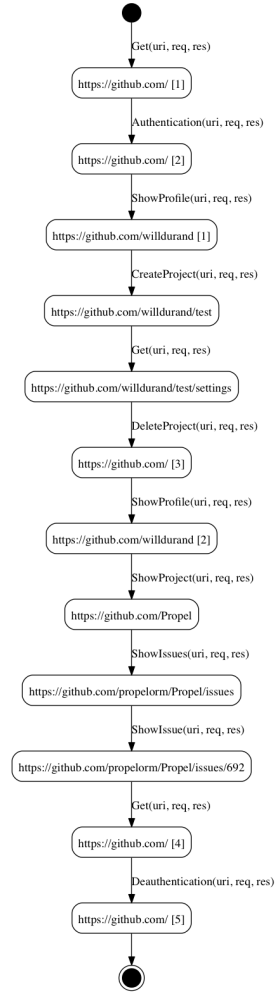 Get(uri, req, res)
https://github.com/ [1]
Authentication(uri, req, res)
https://github.com/ [2]
ShowProfile(uri, req, res)
https://github.com/willdurand [1]
CreateProject(uri, req, res)
https://github.com/willdurand/test
Get(uri, req, res)
https://github.com/willdurand/test/settings
DeleteProject(uri, req, res)
https://github.com/ [3]
ShowProfile(uri, req, res)
https://github.com/willdurand [2]
ShowProject(uri, req, res)
https://github.com/Propel
ShowIssues(uri, req, res)
https://github.com/propelorm/Propel/issues
ShowIssue(uri, req, res)
https://github.com/propelorm/Propel/issues/692
Get(uri, req, res)
https://github.com/ [4]
Deauthentication(uri, req, res)
https://github.com/ [5]